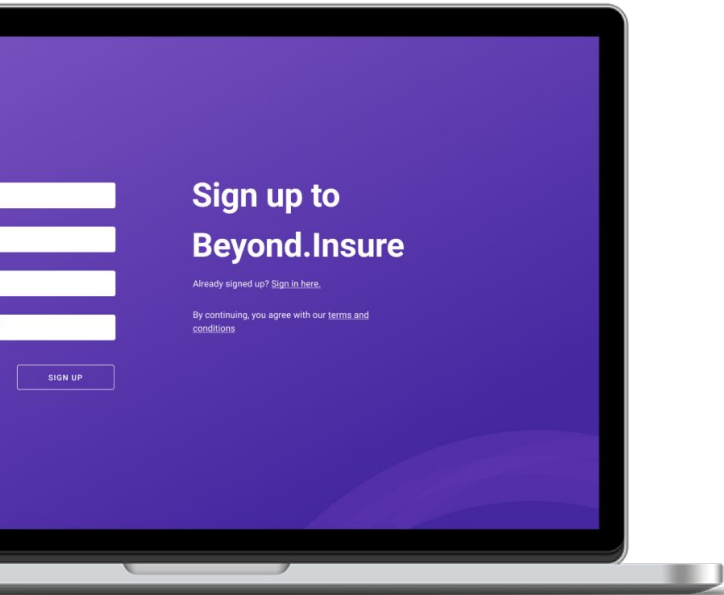 Sign up to
Beyond.Insure
Already signed up? Sign in here.
By continuing, you agree with our terms and
conditions
SIGN UP